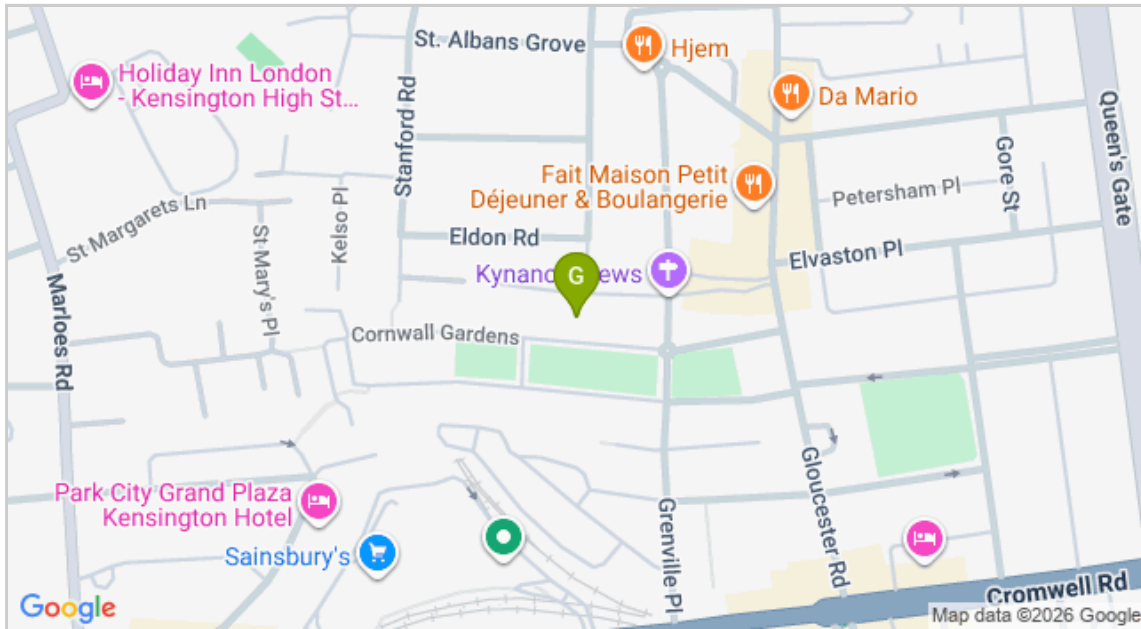 St. Albans Grove
Hjem
Holiday Inn London
- Kensington High St...
Da Mario
Stanford Rd
Queen's Gate
Gore St
Fait Maison Petit
Déjeuner & Boulangerie
Petersham Pl
St Margarets Ln
Kelso Pl
Eldon Rd
St Mary's Pl
Elvaston Pl
G
Marloes Rd
Cornwall Gardens
Gloucester Rd
Park City Grand Plaza
Kensington Hotel
Grenville Pl
Sainsbury's
Cromwell Rd
Google
Map data ©2026 Google